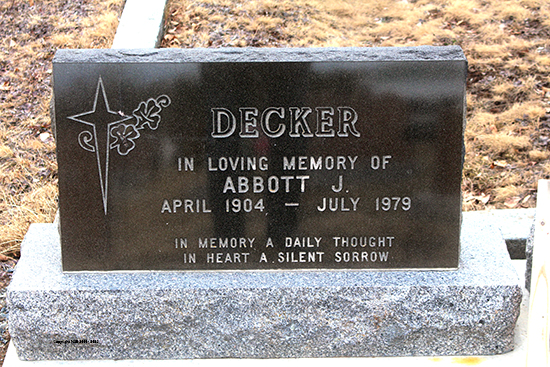 DECKER
IN LOVING MEMORY OF
ABBOTT J.
APRIL 1904 — JULY 1979
IN MEMORY A DAILY THOUGHT
IN HEART A SILENT SORROW